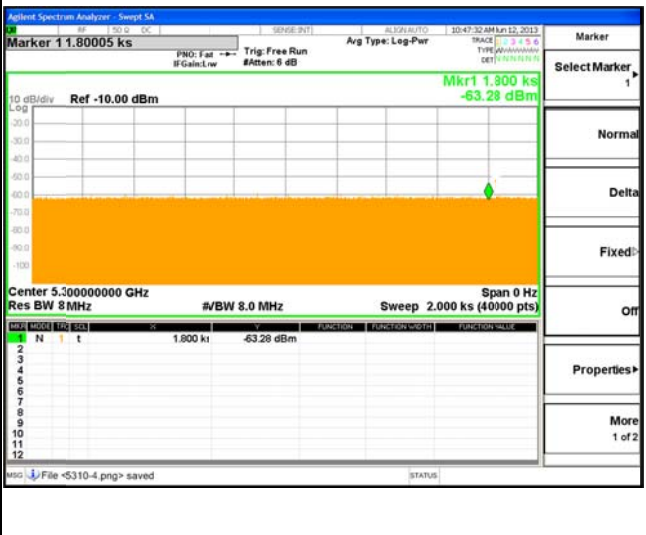 Agilent Spectrum Analyzer - Swept SA
RF 50 Ω DC SENSE:INT ALIGN AUTO 10:47:32 AM Jun 12, 2013
Marker 1 1.80005 ks
PNO: Fast Trig: Free Run Avg Type: Log-Pwr TRACE 1 2 3 4 5 6
IFGain:Low #Atten: 6 dB TYPE
DET N N N N N N
Mkr1 1.800 ks
-63.28 dBm
10 dB/div Ref -10.00 dBm
Log
-20.0
-30.0
-40.0
-50.0
-60.0
-70.0
-80.0
-90.0
-100
Center 5.300000000 GHz Span 0 Hz
Res BW 8 MHz #VBW 8.0 MHz Sweep 2.000 ks (40000 pts)
MKR MODE TRC SCL X Y FUNCTION FUNCTION WIDTH FUNCTION VALUE
1 N 1 t 1.800 ks -63.28 dBm
2
3
4
5
6
7
8
9
10
11
12
MSG File <5310-4.png> saved STATUS
Marker
Select Marker
1
Normal
Delta
Fixed
Off
Properties
More
1 of 2